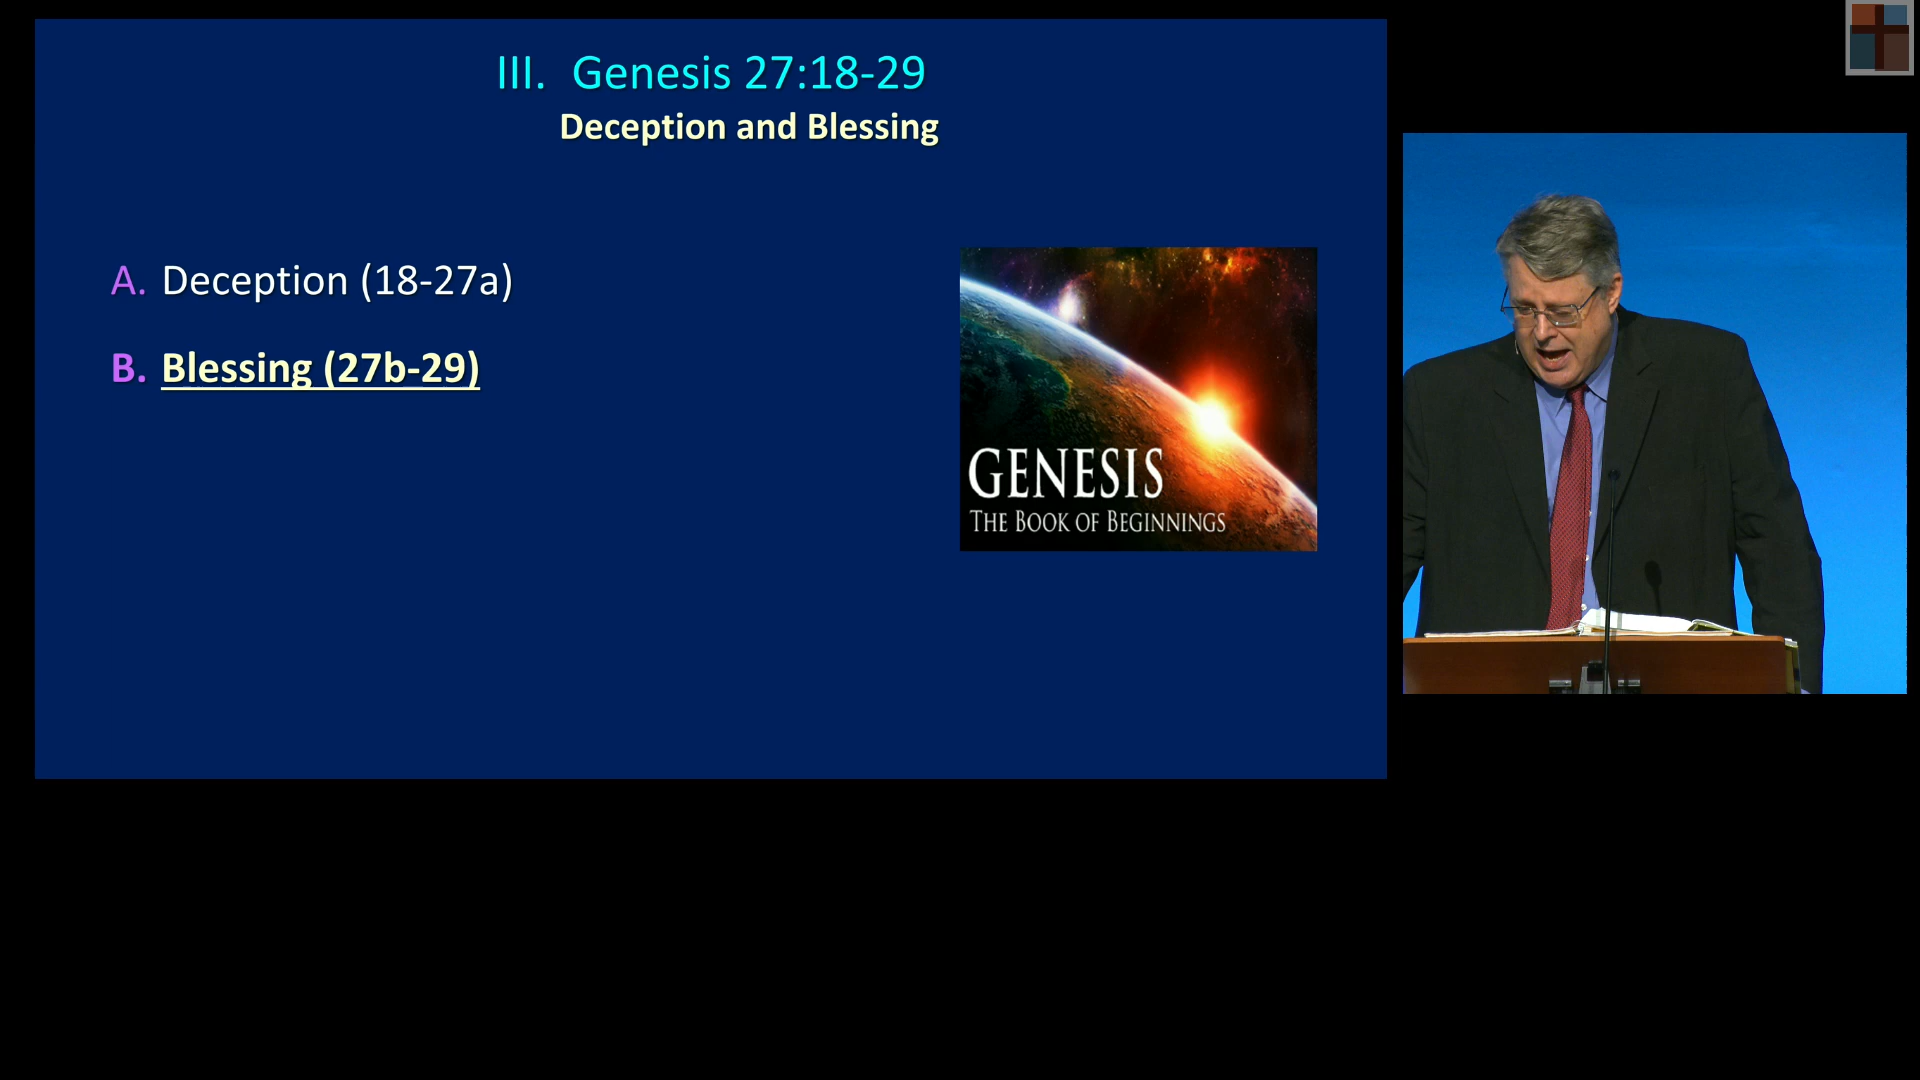 III. Genesis 27:18-29
Deception and Blessing
A. Deception (18-27a)
B. Blessing (27b-29)
GENESIS
THE BOOK OF BEGINNINGS